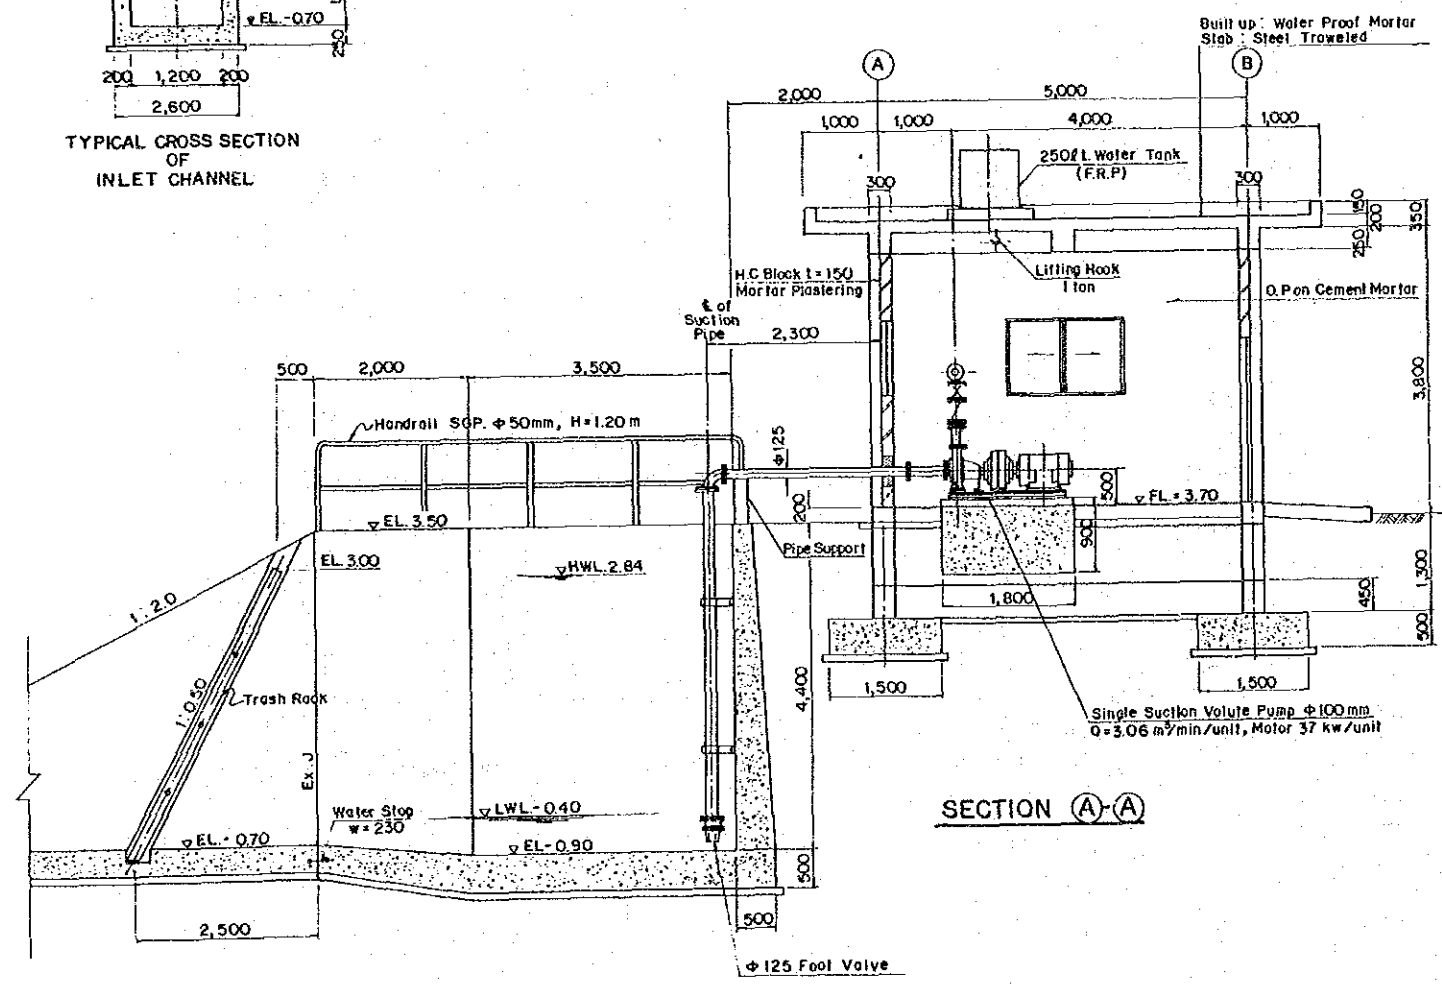 EL.-0.70
250
200 1,200 200
2,600
TYPICAL CROSS SECTION
OF
INLET CHANNEL
Built up : Water Proof Mortar
Slab : Steel Troweled
A
B
2,000
5,000
1,000
1,000
4,000
1,000
250lt. Water Tank
(F.R.P)
300
300
150
200
350
250
H.C Block t=150
Mortar Plastering
Lifting Hook
1 ton
O.P on Cement Mortar
℄ of
Suction
Pipe
2,300
500
2,000
3,500
3,800
Handrail SGP. Φ50mm, H=1.20m
Φ125
500
FL.=3.70
200
EL.3.50
900
Pipe Support
EL.3.00
HWL.2.84
1:2.0
1,800
450
1,300
500
1,500
1,500
4,400
1:0.50
Trash Rack
Single Suction Volute Pump Φ100mm
Q=3.06 m³/min/unit, Motor 37 kw/unit
Ex.J
Water Stop
w=230
LWL.-0.40
SECTION A-A
EL.-0.70
EL-0.90
500
2,500
500
Φ125 Foot Valve